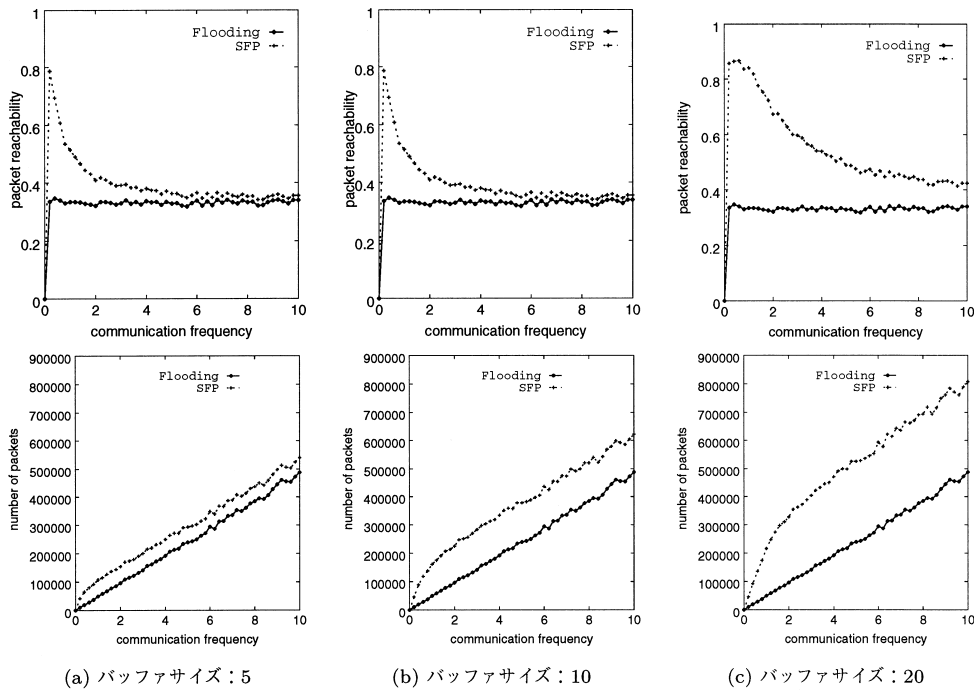 1
Flooding
SFP
0.8
0.6
0.4
0.2
0
packet reachability
0 2 4 6 8 10
communication frequency
1
Flooding
SFP
0.8
0.6
0.4
0.2
0
packet reachability
0 2 4 6 8 10
communication frequency
1
Flooding
SFP
0.8
0.6
0.4
0.2
0
packet reachability
0 2 4 6 8 10
communication frequency
900000
Flooding
SFP
800000
700000
600000
500000
400000
300000
200000
100000
0
number of packets
0 2 4 6 8 10
communication frequency
900000
Flooding
SFP
800000
700000
600000
500000
400000
300000
200000
100000
0
number of packets
0 2 4 6 8 10
communication frequency
900000
Flooding
SFP
800000
700000
600000
500000
400000
300000
200000
100000
0
number of packets
0 2 4 6 8 10
communication frequency
(a) バッファサイズ：5
(b) バッファサイズ：10
(c) バッファサイズ：20